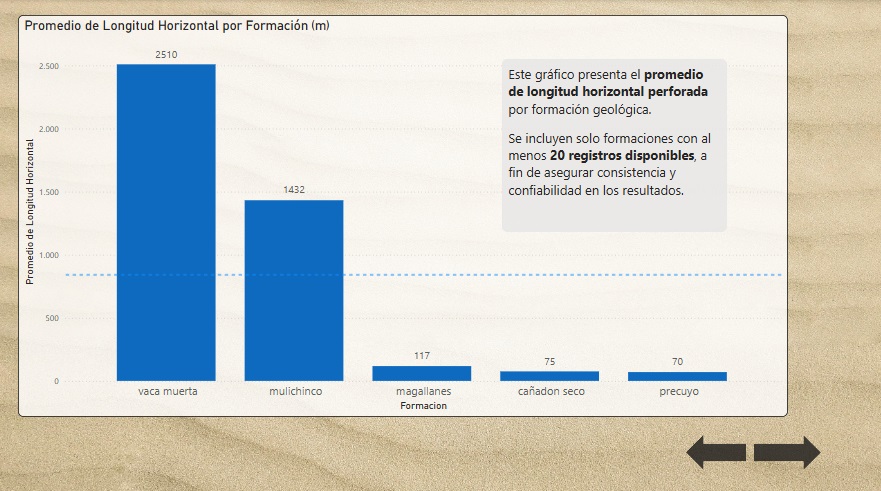 Promedio de Longitud Horizontal por Formación (m)
Promedio de Longitud Horizontal
2.500
2.000
1.500
1.000
500
0
2510
1432
117
75
70
Este gráfico presenta el promedio
de longitud horizontal perforada
por formación geológica.
Se incluyen solo formaciones con al
menos 20 registros disponibles, a
fin de asegurar consistencia y
confiabilidad en los resultados.
vaca muerta
mulichinco
magallanes
cañadon seco
precuyo
Formacion